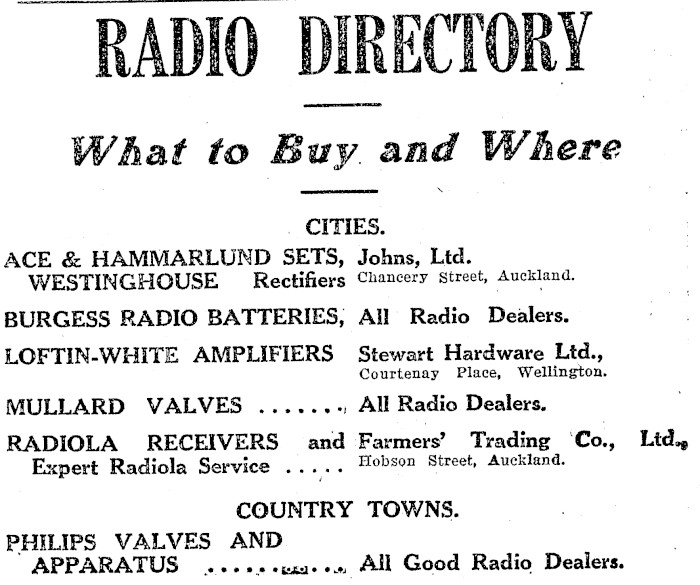 RADIO DIRECTORY
What to Buy and Where
CITIES.
ACE & HAMMARLUND SETS, Johns, Ltd.
WESTINGHOUSE Rectifiers Chancery Street, Auckland.
BURGESS RADIO BATTERIES, All Radio Dealers.
LOFTIN-WHITE AMPLIFIERS Stewart Hardware Ltd.,
Courtenay Place, Wellington.
MULLARD VALVES ......., All Radio Dealers.
RADIOLA RECEIVERS and Farmers' Trading Co., Ltd.,
Expert Radiola Service ..... Hobson Street, Auckland.
COUNTRY TOWNS.
PHILIPS VALVES AND
APPARATUS ............. All Good Radio Dealers.